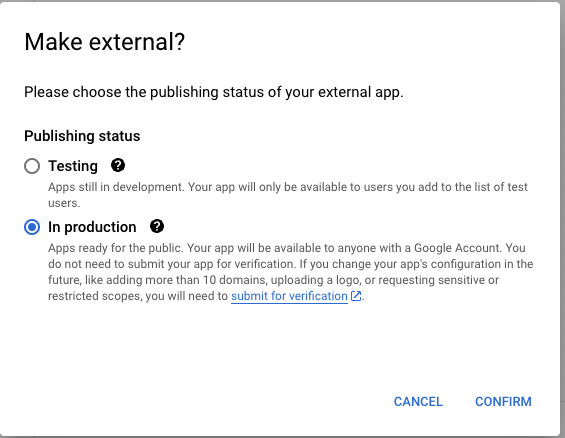 Make external?
Please choose the publishing status of your external app.
Publishing status
Testing ?
Apps still in development. Your app will only be available to users you add to the list of test
users.
In production ?
Apps ready for the public. Your app will be available to anyone with a Google Account. You
do not need to submit your app for verification. If you change your app's configuration in the
future, like adding more than 10 domains, uploading a logo, or requesting sensitive or
restricted scopes, you will need to submit for verification.
CANCEL CONFIRM